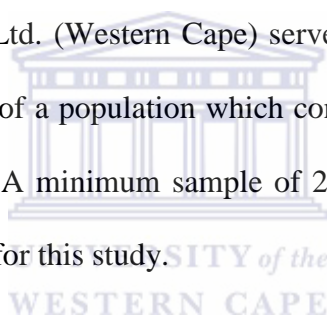 Ltd. (Western Cape) serve
of a population which con
A minimum sample of 2
for this study.
UNIVERSITY of the
WESTERN CAPE